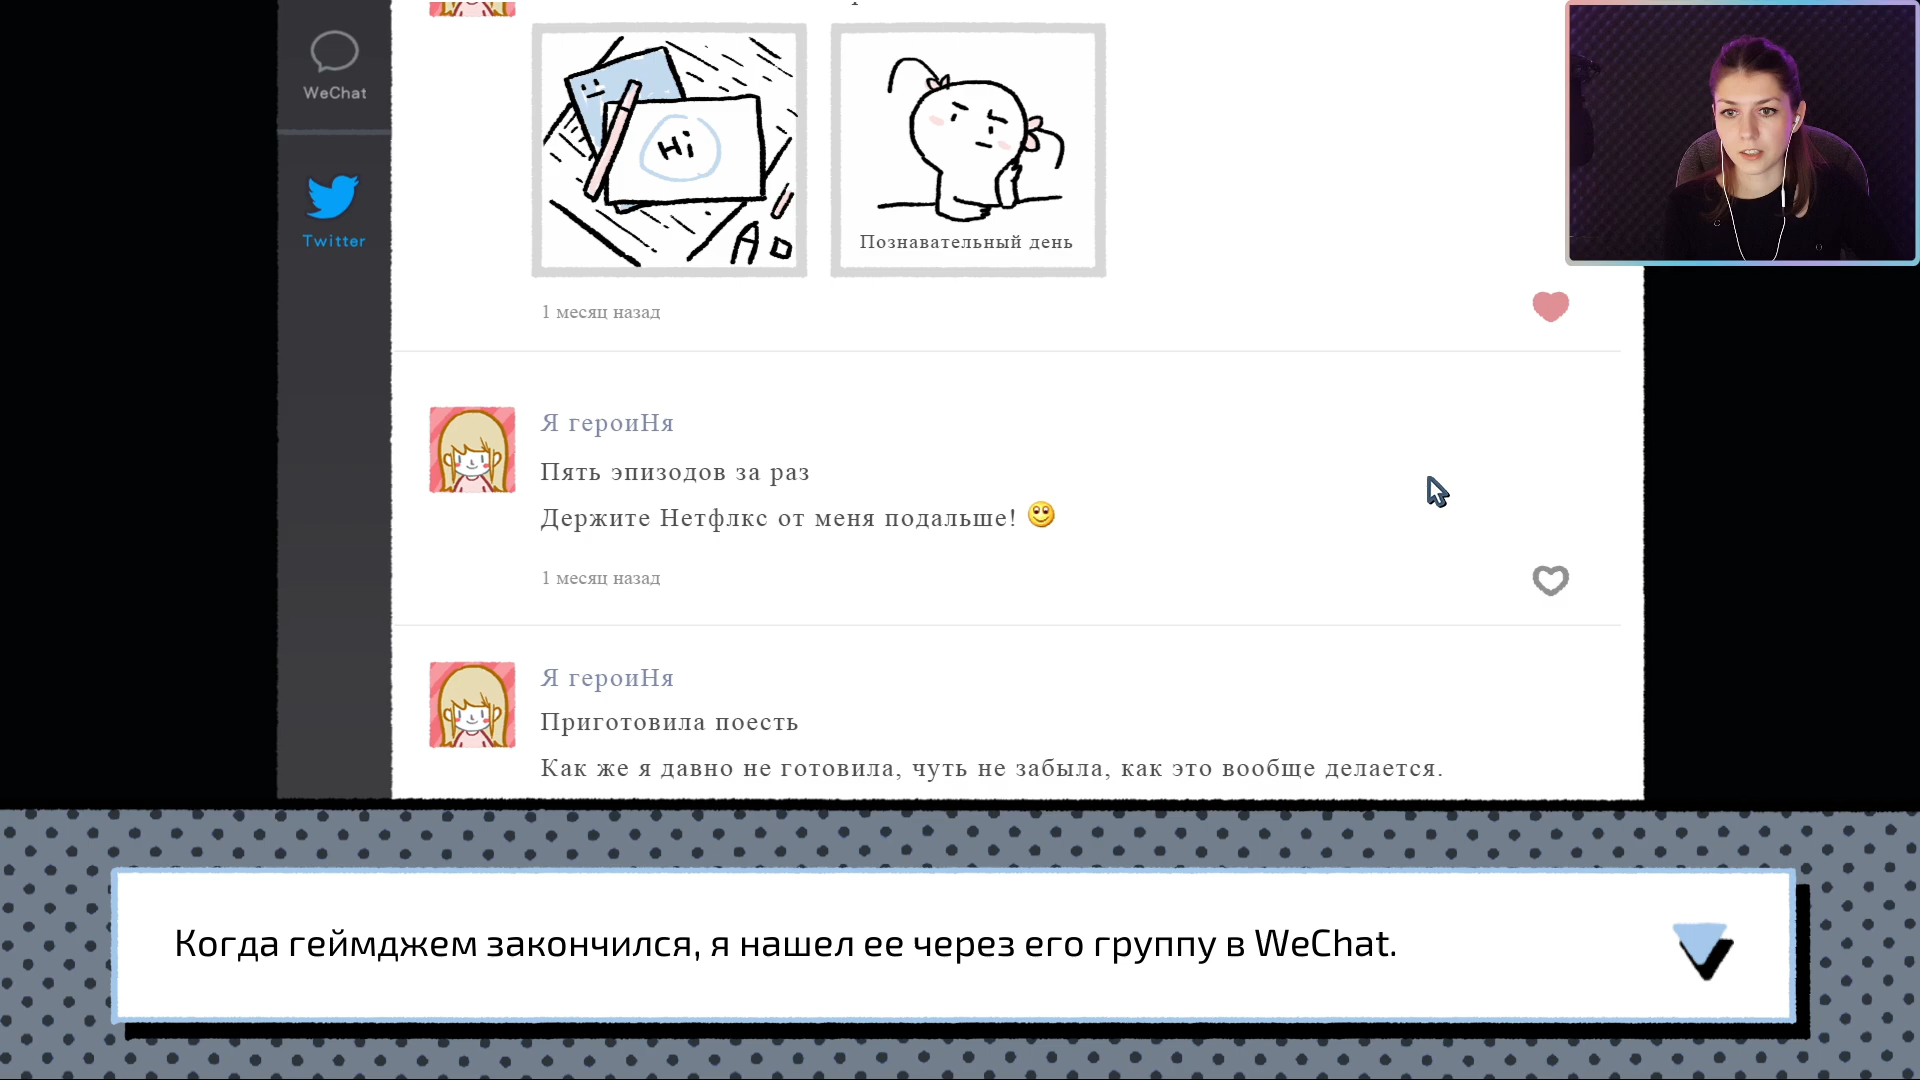 WeChat
Twitter
Hi
Познавательный день
1 месяц назад
Я героиНя
Пять эпизодов за раз
Держите Нетфлкс от меня подальше!
1 месяц назад
Я героиНя
Приготовила поесть
Как же я давно не готовила, чуть не забыла, как это вообще делается.
Когда геймджем закончился, я нашел ее через его группу в WeChat.